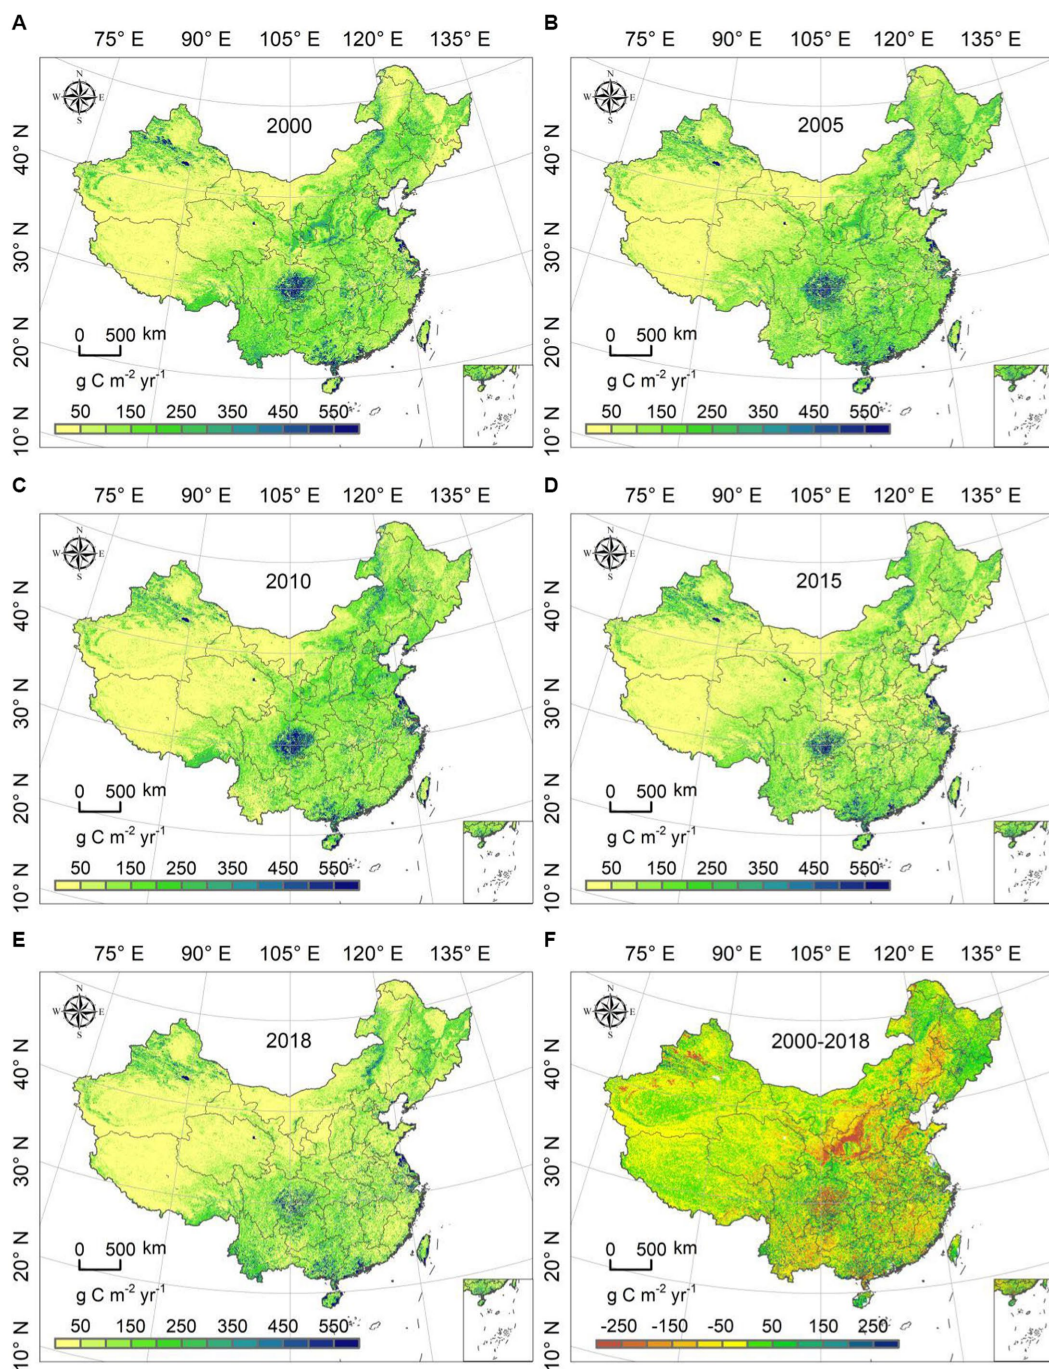 A
75° E 90° E 105° E 120° E 135° E
N
W E
S
2000
40° N
30° N
20° N
10° N
0 500 km
g C m⁻² yr⁻¹
50 150 250 350 450 550
B
75° E 90° E 105° E 120° E 135° E
N
W E
S
2005
40° N
30° N
20° N
10° N
0 500 km
g C m⁻² yr⁻¹
50 150 250 350 450 550
C
75° E 90° E 105° E 120° E 135° E
N
W E
S
2010
40° N
30° N
20° N
10° N
0 500 km
g C m⁻² yr⁻¹
50 150 250 350 450 550
D
75° E 90° E 105° E 120° E 135° E
N
W E
S
2015
40° N
30° N
20° N
10° N
0 500 km
g C m⁻² yr⁻¹
50 150 250 350 450 550
E
75° E 90° E 105° E 120° E 135° E
N
W E
S
2018
40° N
30° N
20° N
10° N
0 500 km
g C m⁻² yr⁻¹
50 150 250 350 450 550
F
75° E 90° E 105° E 120° E 135° E
N
W E
S
2000-2018
40° N
30° N
20° N
10° N
0 500 km
g C m⁻² yr⁻¹
-250 -150 -50 50 150 250